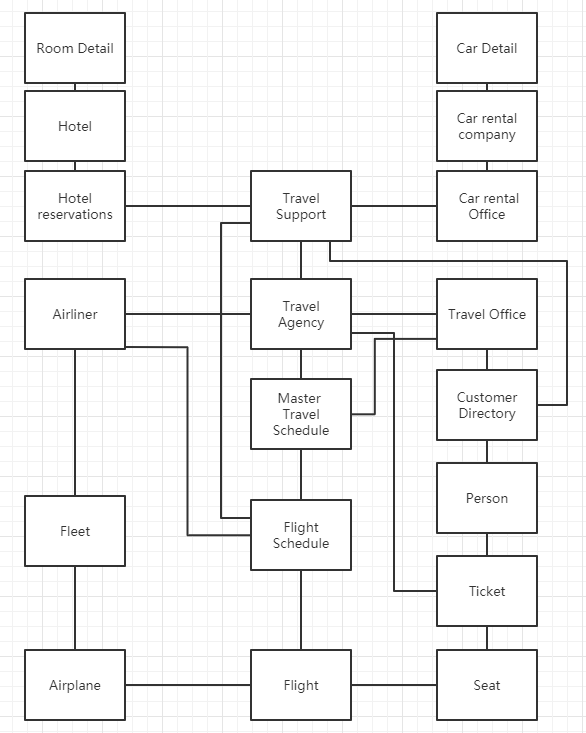 Room Detail
Car Detail
Hotel
Car rental
company
Hotel
reservations
Travel
Support
Car rental
Office
Airliner
Travel
Agency
Travel Office
Master
Travel
Schedule
Customer
Directory
Person
Fleet
Flight
Schedule
Ticket
Airplane
Flight
Seat